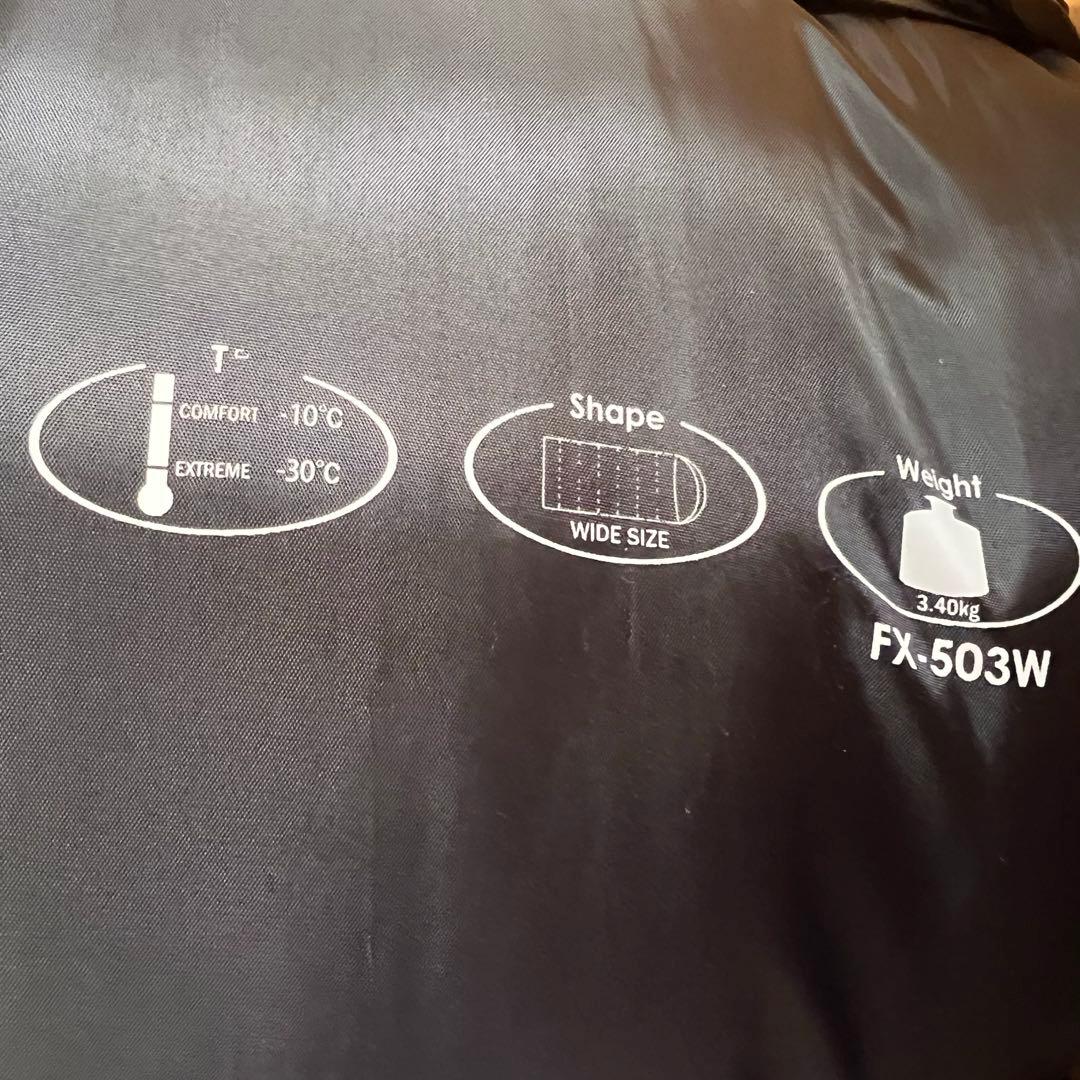 T°
COMFORT -10°C
EXTREME -30°C
Shape
WIDE SIZE
Weight
3.40kg
FX-503W